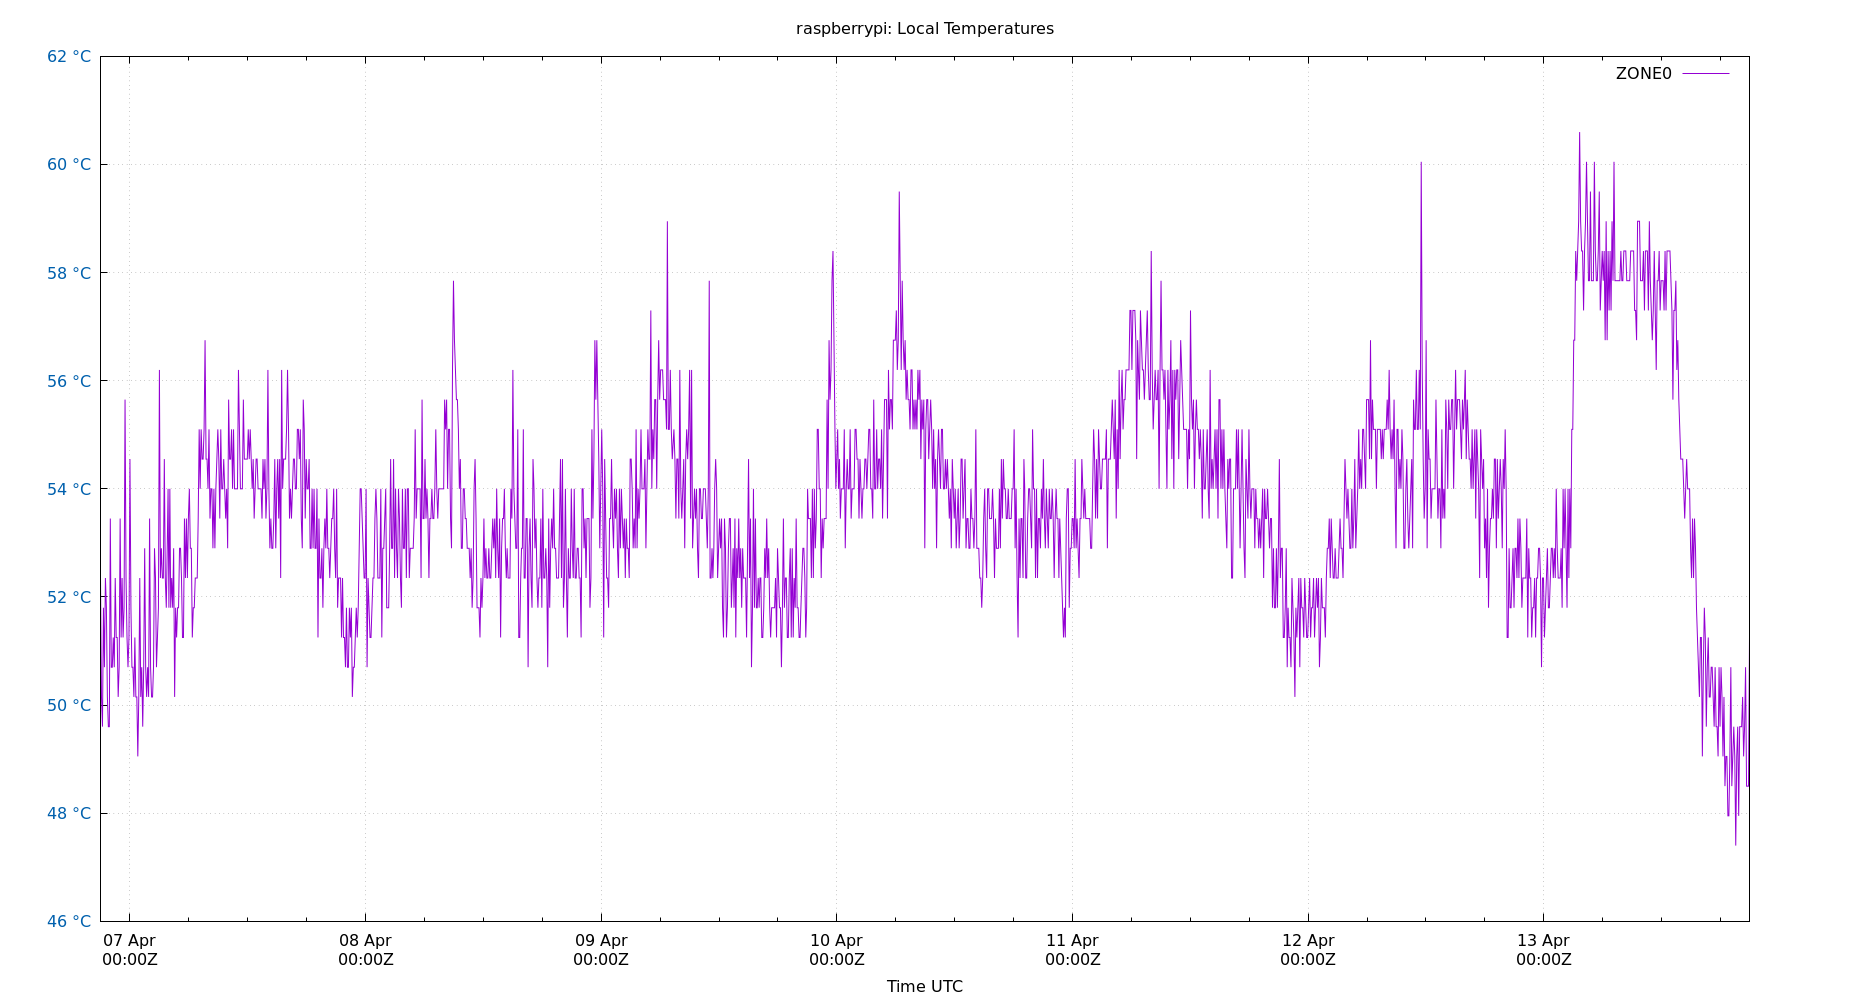 raspberrypi: Local Temperatures
62 °C
ZONE0
60 °C
58 °C
56 °C
54 °C
52 °C
50 °C
48 °C
46 °C
07 Apr 08 Apr 09 Apr 10 Apr 11 Apr 12 Apr 13 Apr
00:00Z 00:00Z 00:00Z 00:00Z 00:00Z 00:00Z 00:00Z
Time UTC